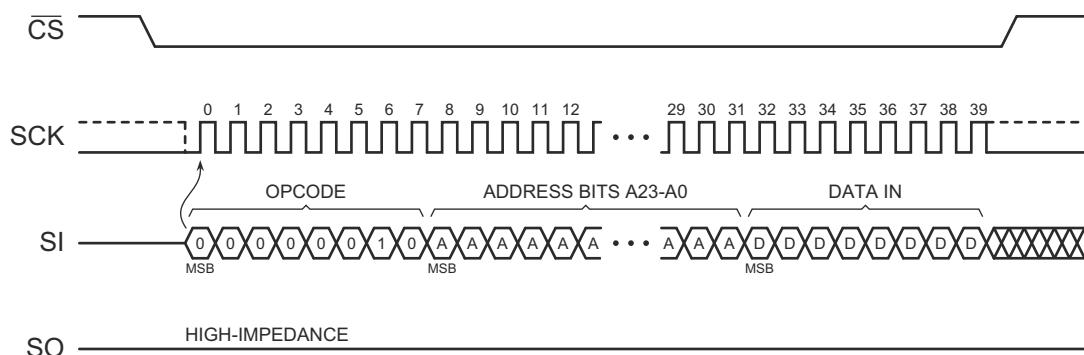 CS
0 1 2 3 4 5 6 7 8 9 10 11 12 29 30 31 32 33 34 35 36 37 38 39
SCK
OPCODE ADDRESS BITS A23-A0 DATA IN
SI 0 0 0 0 0 0 1 0 A A A A A A A A A D D D D D D D D
MSB MSB MSB
HIGH-IMPEDANCE
SO